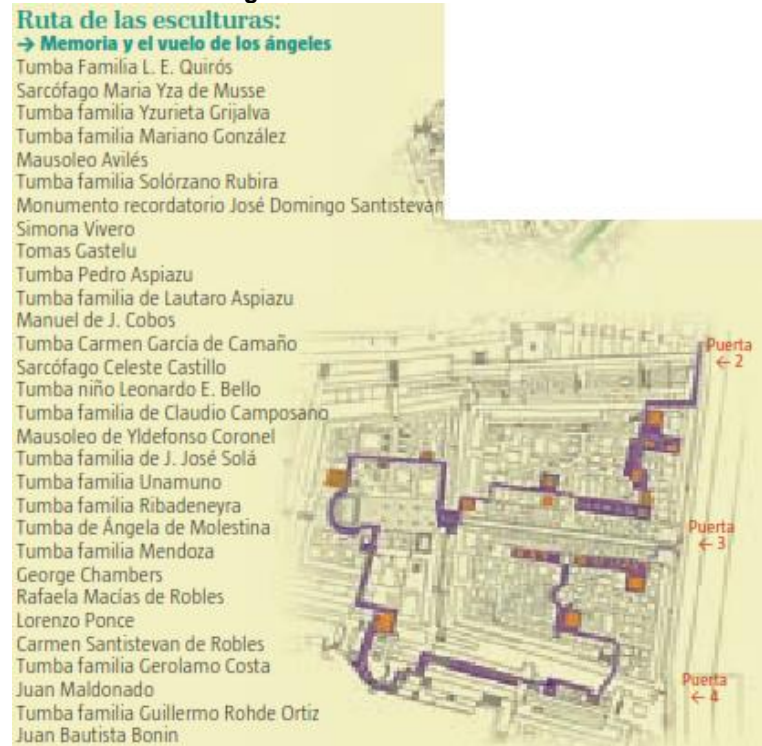 Ruta de las esculturas:
→ Memoria y el vuelo de los ángeles
Tumba Familia L. E. Quirós
Sarcófago Maria Yza de Musse
Tumba familia Yzurieta Grijalva
Tumba familia Mariano González
Mausoleo Avilés
Tumba familia Solórzano Rubira
Monumento recordatorio José Domingo Santistevan
Simona Vivero
Tomas Gastelu
Tumba Pedro Aspiazu
Tumba familia de Lautaro Aspiazu
Manuel de J. Cobos
Tumba Carmen García de Camaño
Sarcófago Celeste Castillo
Tumba niño Leonardo E. Bello
Tumba familia de Claudio Camposano
Mausoleo de Yldefonso Coronel
Tumba familia de J. José Solá
Tumba familia Unamuno
Tumba familia Ribadeneyra
Tumba de Ángela de Molestina
Tumba familia Mendoza
George Chambers
Rafaela Macías de Robles
Lorenzo Ponce
Carmen Santistevan de Robles
Tumba familia Gerolamo Costa
Juan Maldonado
Tumba familia Guillermo Rohde Ortiz
Juan Bautista Bonin
Puerta
← 2
Puerta
← 3
Puerta
← 4